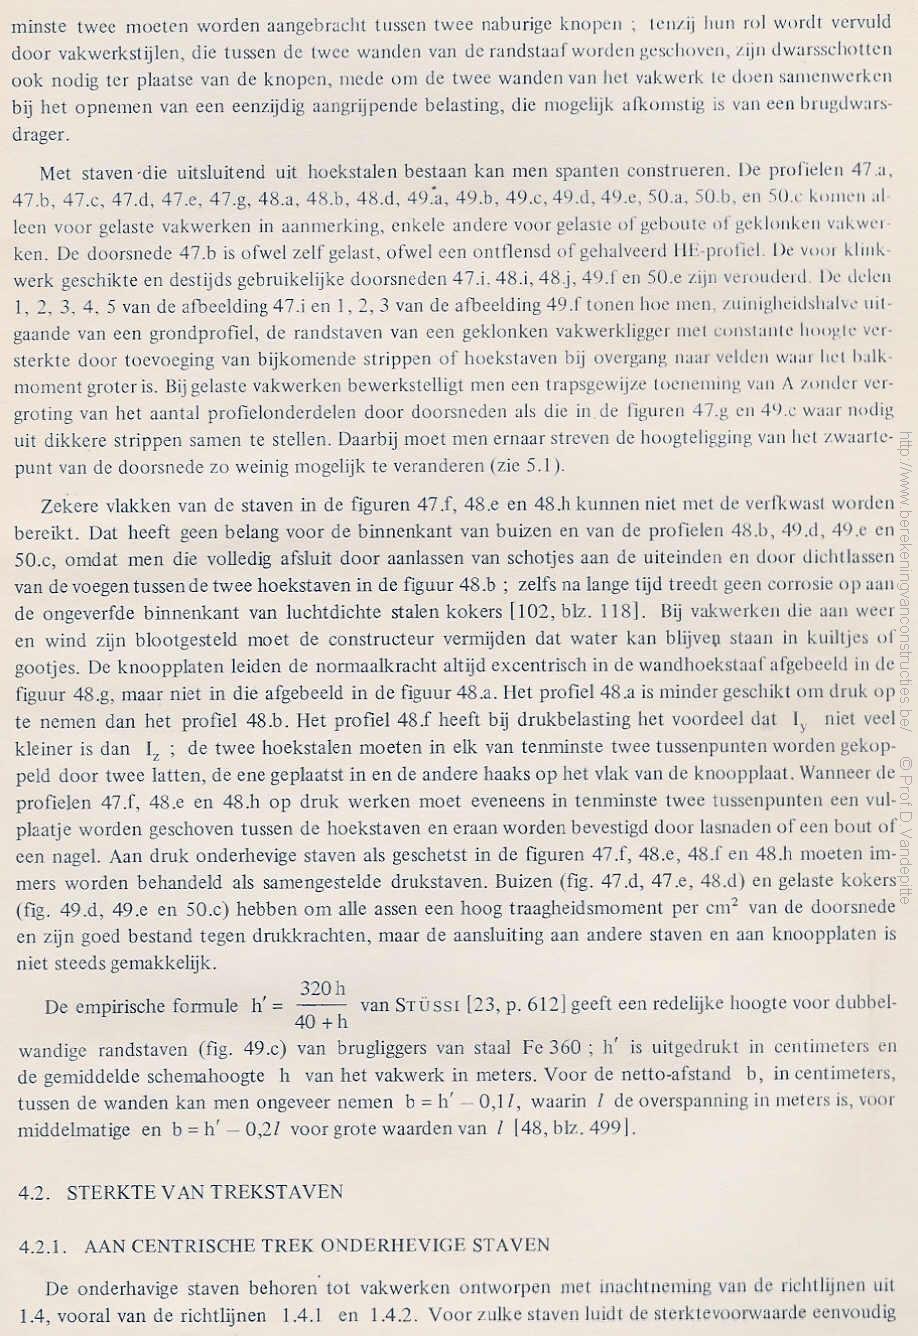 minste twee moeten worden aangebracht tussen twee naburige knopen ; tenzij hun rol wordt vervuld
door vakwerkstijlen, die tussen de twee wanden van de randstaaf worden geschoven, zijn dwarsschotten
ook nodig ter plaatse van de knopen, mede om de twee wanden van het vakwerk te doen samenwerken
bij het opnemen van een eenzijdig aangrijpende belasting, die mogelijk afkomstig is van een brugdwars-
drager.
Met staven die uitsluitend uit hoekstalen bestaan kan men spanten construeren. De profielen 47.a,
47.b, 47.c, 47.d, 47.e, 47.g, 48.a, 48.b, 48.d, 49.a, 49.b, 49.c, 49.d, 49.e, 50.a, 50.b, en 50.c komen al-
leen voor gelaste vakwerken in aanmerking, enkele andere voor gelaste of geboute of geklonken vakwer-
ken. De doorsnede 47.b is ofwel zelf gelast, ofwel een ontflensd of gehalveerd HE-profiel. De voor klink-
werk geschikte en destijds gebruikelijke doorsneden 47.i, 48.i, 48.j, 49.f en 50.e zijn verouderd. De delen
1, 2, 3, 4, 5 van de afbeelding 47.i en 1, 2, 3 van de afbeelding 49.f tonen hoe men, zuinigheidshalve uit-
gaande van een grondprofiel, de randstaven van een geklonken vakwerkligger met constante hoogte ver-
sterkte door toevoeging van bijkomende strippen of hoekstaven bij overgang naar velden waar het balk-
moment groter is. Bij gelaste vakwerken bewerkstelligt men een trapsgewijze toeneming van A zonder ver-
groting van het aantal profielonderdelen door doorsneden als die in de figuren 47.g en 49.c waar nodig
uit dikkere strippen samen te stellen. Daarbij moet men ernaar streven de hoogteligging van het zwaarte-
punt van de doorsnede zo weinig mogelijk te veranderen (zie 5.1).
Zekere vlakken van de staven in de figuren 47.f, 48.e en 48.h kunnen niet met de verfkwast worden
bereikt. Dat heeft geen belang voor de binnenkant van buizen en van de profielen 48.b, 49.d, 49.e en
50.c, omdat men die volledig afsluit door aanlassen van schotjes aan de uiteinden en door dichtlassen
van de voegen tussen de twee hoekstaven in de figuur 48.b ; zelfs na lange tijd treedt geen corrosie op aan
de ongeverfde binnenkant van luchtdichte stalen kokers [102, blz. 118]. Bij vakwerken die aan weer
en wind zijn blootgesteld moet de constructeur vermijden dat water kan blijven staan in kuiltjes of
gootjes. De knoopplaten leiden de normaalkracht altijd excentrisch in de wandhoekstaaf afgebeeld in de
figuur 48.g, maar niet in die afgebeeld in de figuur 48.a. Het profiel 48.a is minder geschikt om druk op
te nemen dan het profiel 48.b. Het profiel 48.f heeft bij drukbelasting het voordeel dat I_y niet veel
kleiner is dan I_z ; de twee hoekstalen moeten in elk van tenminste twee tussenpunten worden gekop-
peld door twee latten, de ene geplaatst in en de andere haaks op het vlak van de knoopplaat. Wanneer de
profielen 47.f, 48.e en 48.h op druk werken moet eveneens in tenminste twee tussenpunten een vul-
plaatje worden geschoven tussen de hoekstaven en eraan worden bevestigd door lasnaden of een bout of
een nagel. Aan druk onderhevige staven als geschetst in de figuren 47.f, 48.e, 48.f en 48.h moeten im-
mers worden behandeld als samengestelde drukstaven. Buizen (fig. 47.d, 47.e, 48.d) en gelaste kokers
(fig. 49.d, 49.e en 50.c) hebben om alle assen een hoog traagheidsmoment per cm² van de doorsnede
en zijn goed bestand tegen drukkrachten, maar de aansluiting aan andere staven en aan knoopplaten is
niet steeds gemakkelijk.
De empirische formule h′ = 320 h / 40 + h van STÜSSI [23, p. 612] geeft een redelijke hoogte voor dubbel-
wandige randstaven (fig. 49.c) van brugliggers van staal Fe 360 ; h′ is uitgedrukt in centimeters en
de gemiddelde schemahoogte h van het vakwerk in meters. Voor de netto-afstand b, in centimeters,
tussen de wanden kan men ongeveer nemen b = h′ – 0,1l, waarin l de overspanning in meters is, voor
middelmatige en b = h′ – 0,2l voor grote waarden van l [48, blz. 499].
4.2. STERKTE VAN TREKSTAVEN
4.2.1. AAN CENTRISCHE TREK ONDERHEVIGE STAVEN
De onderhavige staven behoren tot vakwerken ontworpen met inachtneming van de richtlijnen uit
1.4, vooral van de richtlijnen 1.4.1 en 1.4.2. Voor zulke staven luidt de sterktevoorwaarde eenvoudig
http://www.berekeningvanconstructies.be/ © Prof D. Vandepitte